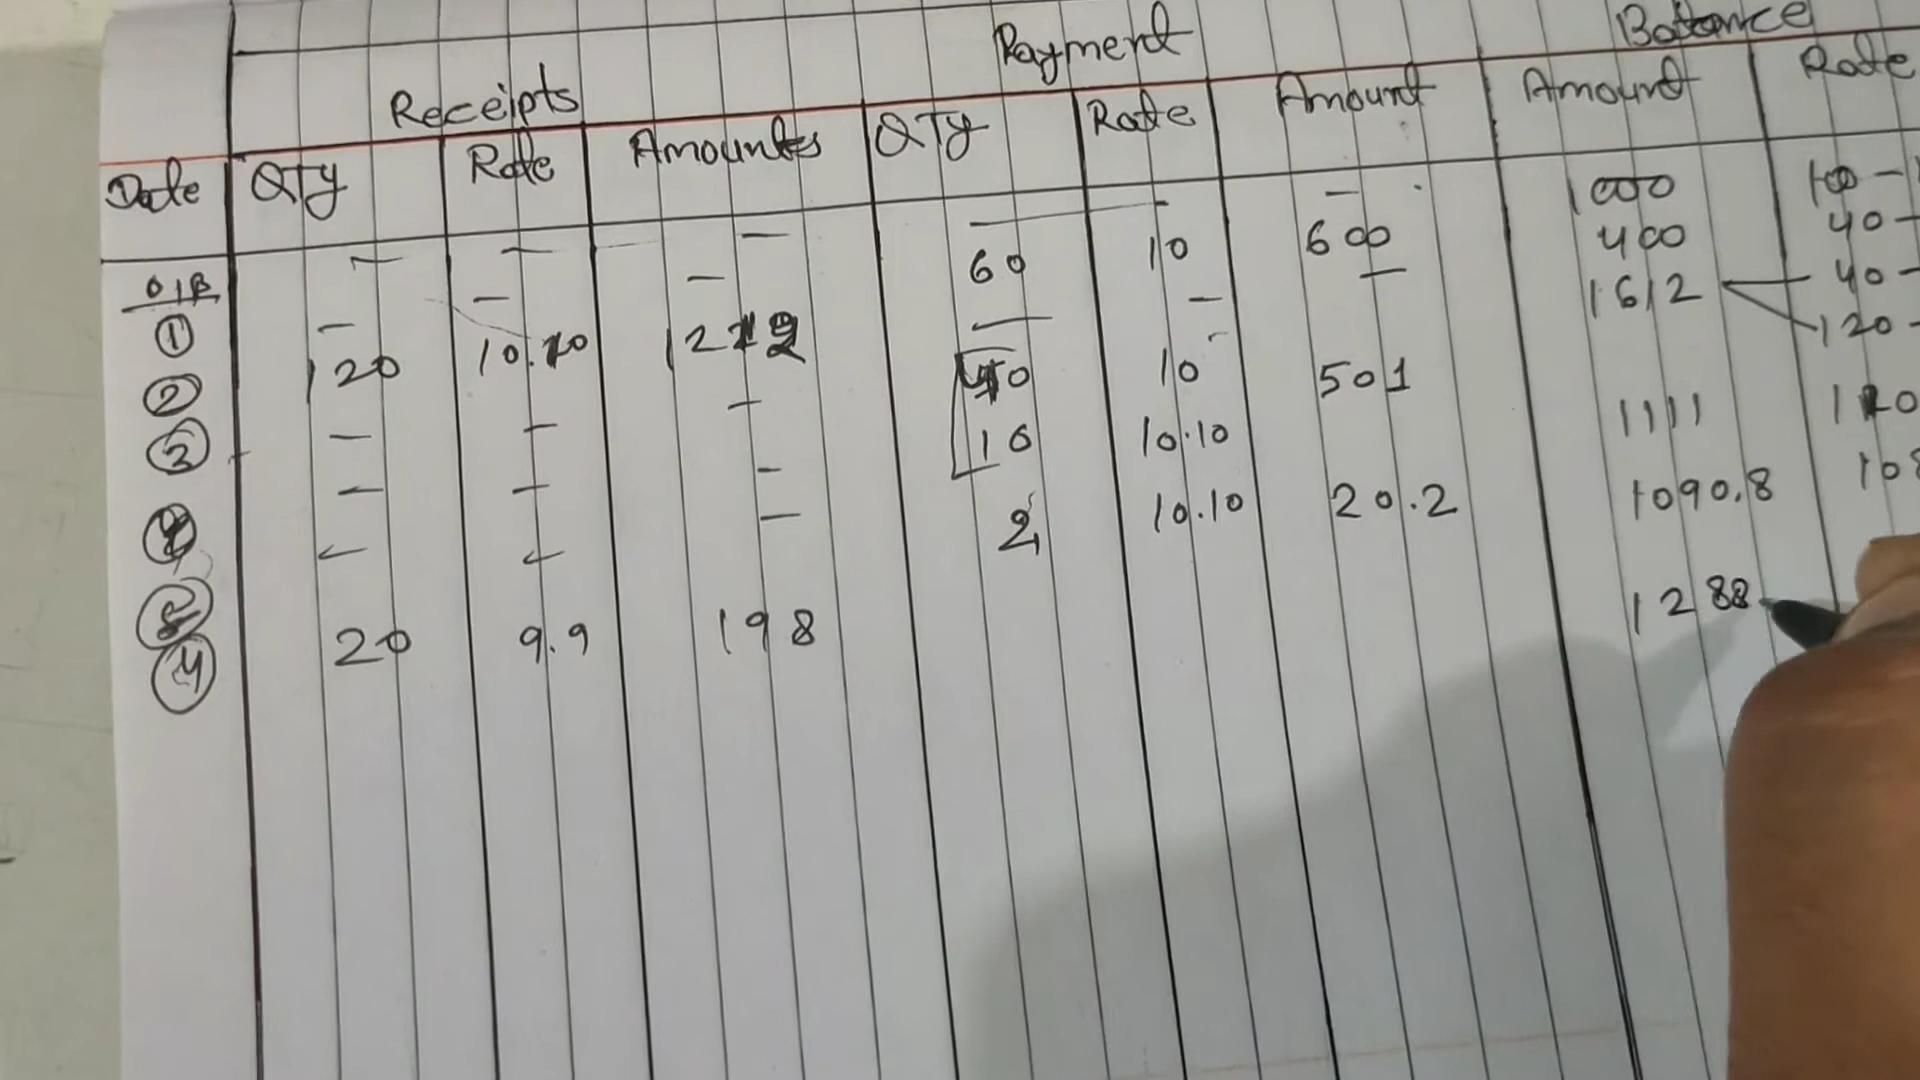 Receipts Payment Balance
Date QTY Rate Amounts QTY Rate Amount Amount Rate
O/B — — — — — — 1000 100 —
① — — — 60 10 600 400 40 —
② 120 10.10 1212 — — — 1612 40 —
120 —
③ — — — 40 10 501 1111 110
— — — 10 10.10
— — — 2 10.10 20.2 1090.8 108
④ 20 9.9 198 1288